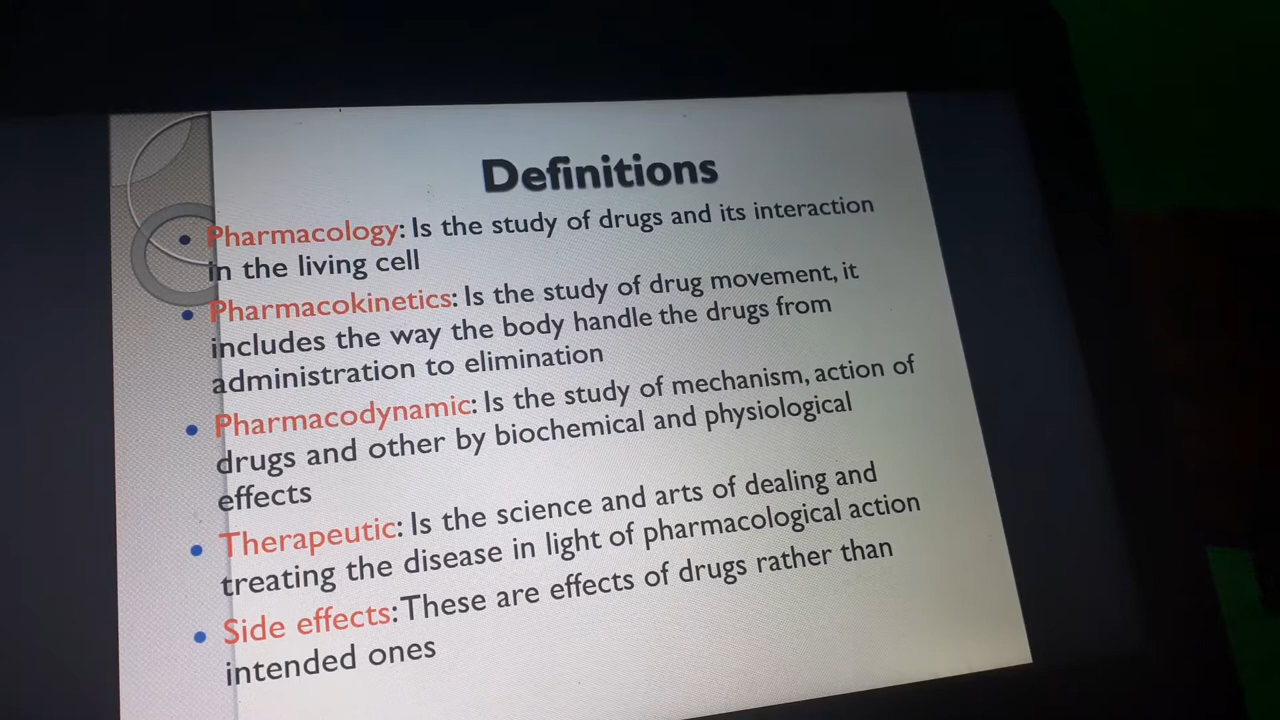 Definitions
• Pharmacology: Is the study of drugs and its interaction
in the living cell
• Pharmacokinetics: Is the study of drug movement, it
includes the way the body handle the drugs from
administration to elimination
• Pharmacodynamic: Is the study of mechanism, action of
drugs and other by biochemical and physiological
effects
• Therapeutic: Is the science and arts of dealing and
treating the disease in light of pharmacological action
• Side effects: These are effects of drugs rather than
intended ones